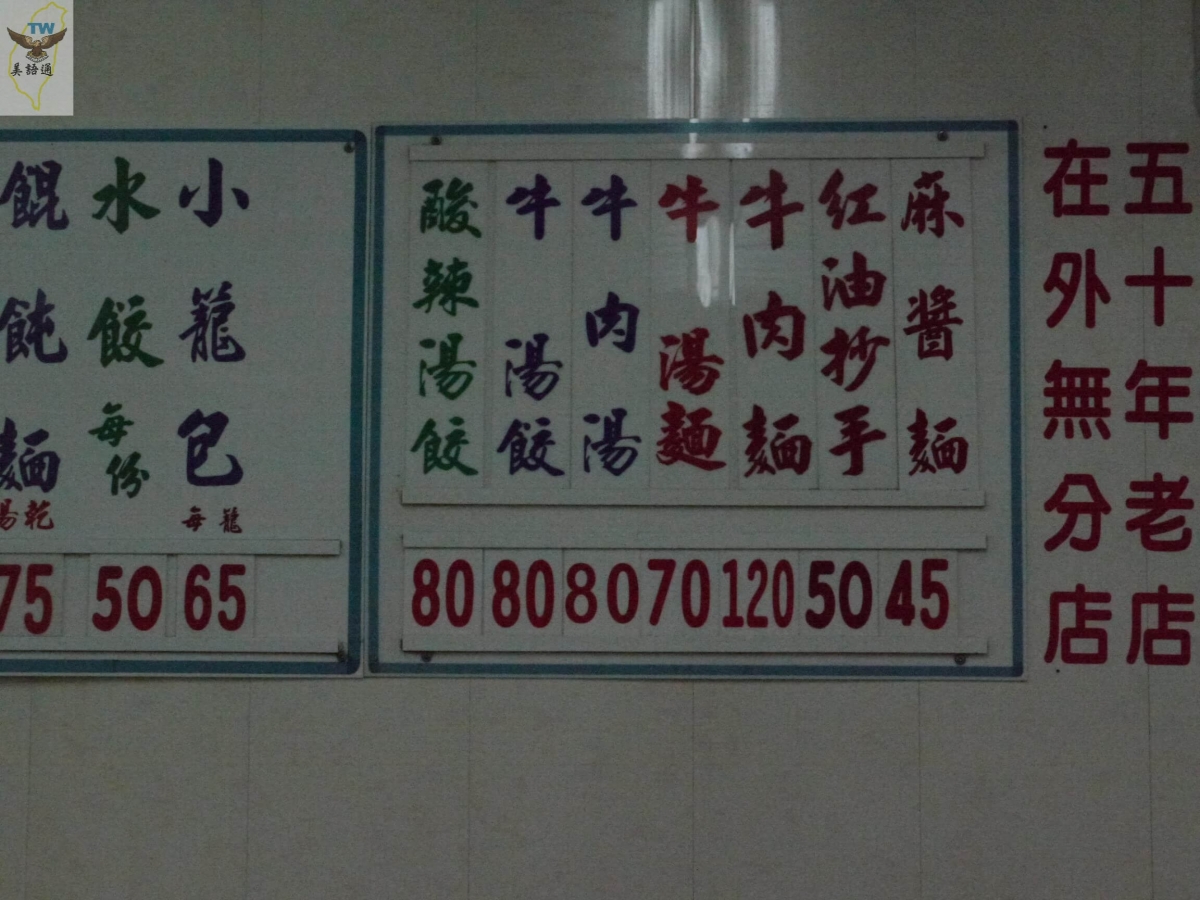 TW
美語通
五十年老店
在外無分店
麻醬麵
45
紅油抄手
50
牛肉麵
120
牛湯麵
70
牛肉湯
80
牛湯餃
80
酸辣湯餃
80
小龍包
每龍
65
水餃
每份
50
餛飩麵
湯乾
75